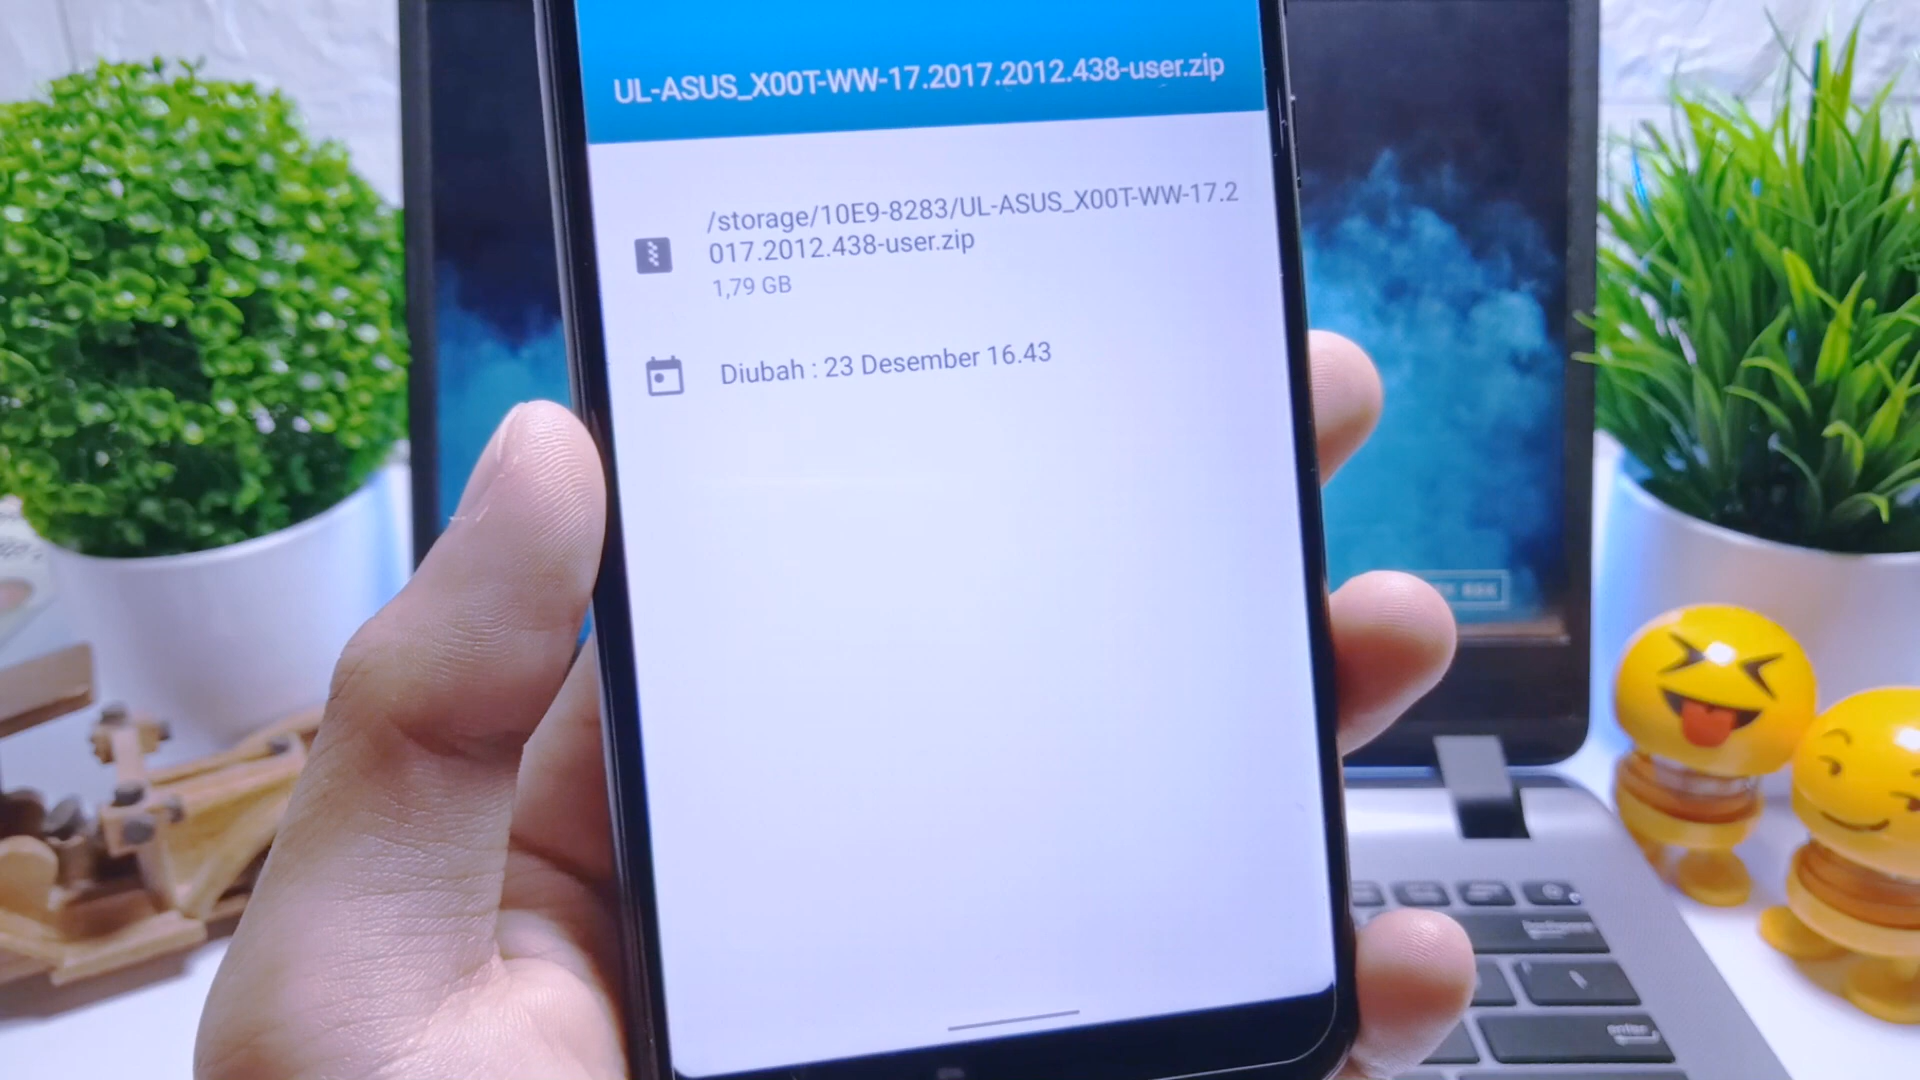 UL-ASUS_X00T-WW-17.2017.2012.438-user.zip
/storage/10E9-8283/UL-ASUS_X00T-WW-17.2
017.2012.438-user.zip
1,79 GB
Diubah : 23 Desember 16.43
enter